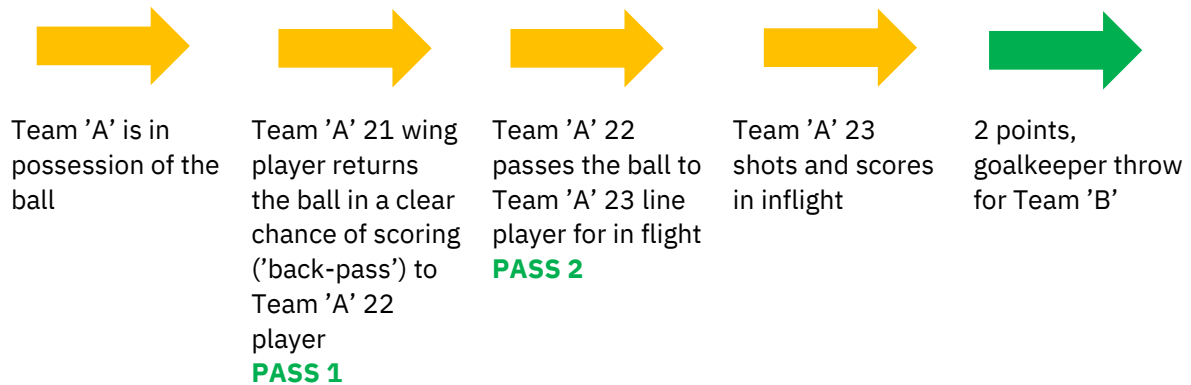 Team ’A’ is in
possession of the
ball
Team ’A’ 21 wing
player returns
the ball in a clear
chance of scoring
(’back-pass’) to
Team ’A’ 22
player
PASS 1
Team ’A’ 22
passes the ball to
Team ’A’ 23 line
player for in flight
PASS 2
Team ’A’ 23
shots and scores
in inflight
2 points,
goalkeeper throw
for Team ’B’